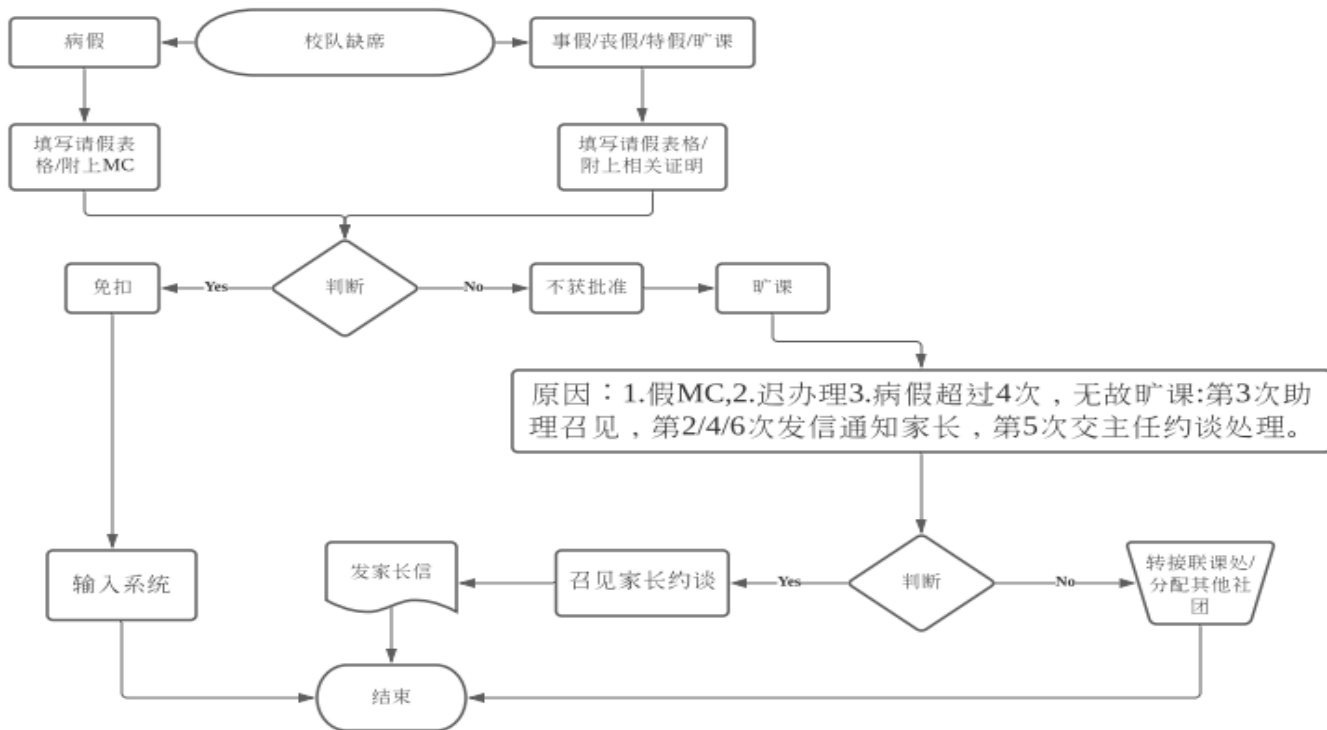 病假
校队缺席
事假/丧假/特假/旷课
填写请假表
格/附上MC
填写请假表格/
附上相关证明
免扣
Yes
判断
No
不获批准
旷课
原因：1.假MC,2.迟办理3.病假超过4次，无故旷课:第3次助
理召见，第2/4/6次发信通知家长，第5次交主任约谈处理。
输入系统
发家长信
召见家长约谈
Yes
判断
No
转接联课处/
分配其他社
团
结束